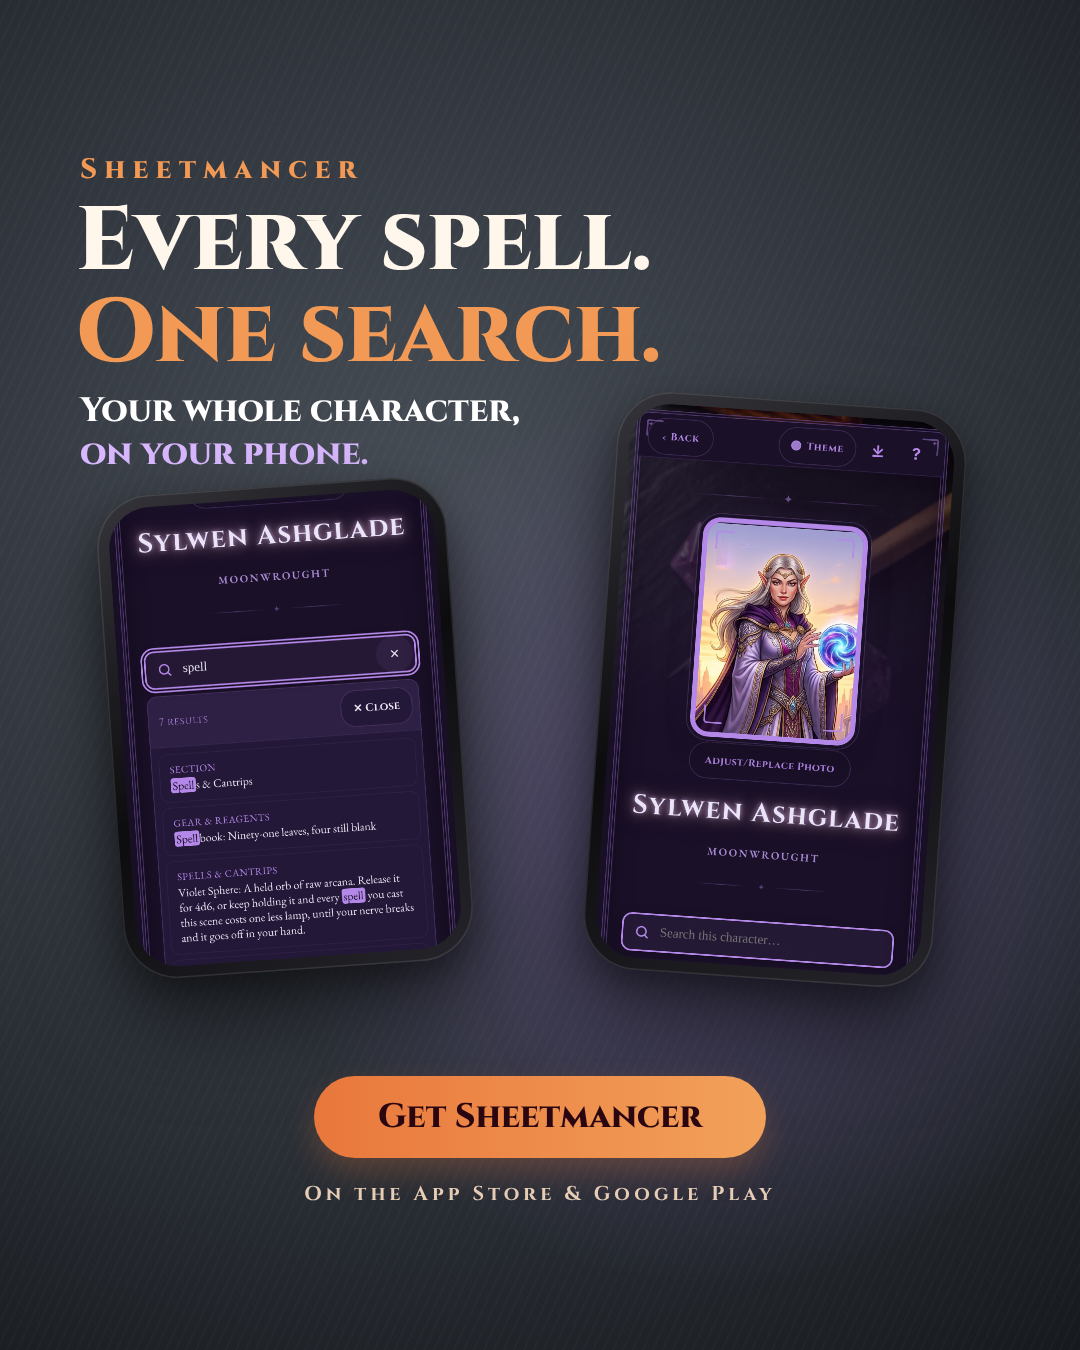 Sheetmancer
Every spell.
One search.
Your whole character,
on your phone.
Sylwen Ashglade
Moonwrought
spell
×
7 results
× Close
Section
Spells & Cantrips
Gear & Reagents
Spellbook: Ninety-one leaves, four still blank
Spells & Cantrips
Violet Sphere: A held orb of raw arcana. Release it
for 4d6, or keep holding it and every spell you cast
this scene costs one less lamp, until your nerve breaks
and it goes off in your hand.
‹ Back
Theme
?
Adjust/Replace Photo
Sylwen Ashglade
Moonwrought
Search this character…
Get Sheetmancer
On the App Store & Google Play